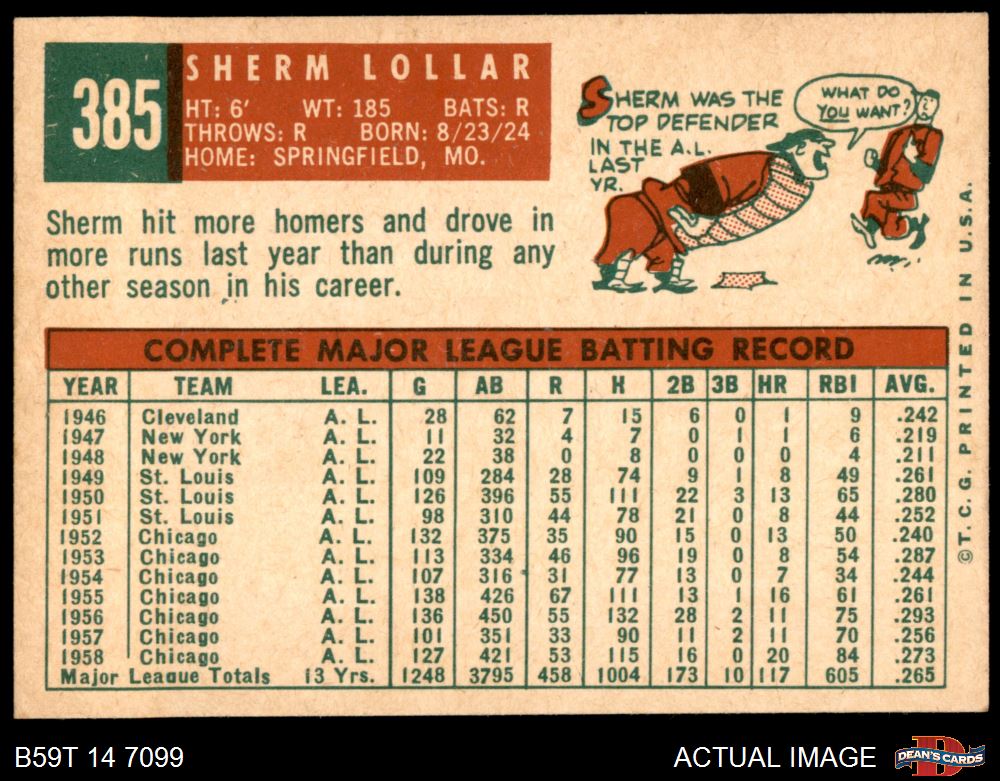 385
SHERM LOLLAR
HT: 6' WT: 185 BATS: R
THROWS: R BORN: 8/23/24
HOME: SPRINGFIELD, MO.
Sherm hit more homers and drove in
more runs last year than during any
other season in his career.
SHERM WAS THE
TOP DEFENDER
IN THE A.L.
LAST
YR.
WHAT DO
YOU WANT?
COMPLETE MAJOR LEAGUE BATTING RECORD
YEAR TEAM LEA. G AB R H 2B 3B HR RBI AVG.
1946 Cleveland A. L. 28 62 7 15 6 0 1 9 .242
1947 New York A. L. 11 32 4 7 0 1 1 6 .219
1948 New York A. L. 22 38 0 8 0 0 0 4 .211
1949 St. Louis A. L. 109 284 28 74 9 1 8 49 .261
1950 St. Louis A. L. 126 396 55 111 22 3 13 65 .280
1951 St. Louis A. L. 98 310 44 78 21 0 8 44 .252
1952 Chicago A. L. 132 375 35 90 15 0 13 50 .240
1953 Chicago A. L. 113 334 46 96 19 0 8 54 .287
1954 Chicago A. L. 107 316 31 77 13 0 7 34 .244
1955 Chicago A. L. 138 426 67 111 13 1 16 61 .261
1956 Chicago A. L. 136 450 55 132 28 2 11 75 .293
1957 Chicago A. L. 101 351 33 90 11 2 11 70 .256
1958 Chicago A. L. 127 421 53 115 16 0 20 84 .273
Major League Totals 13 Yrs. 1248 3795 458 1004 173 10 117 605 .265
©T.C.G. PRINTED IN U.S.A.
B59T 14 7099
ACTUAL IMAGE
D
DEAN'S CARDS